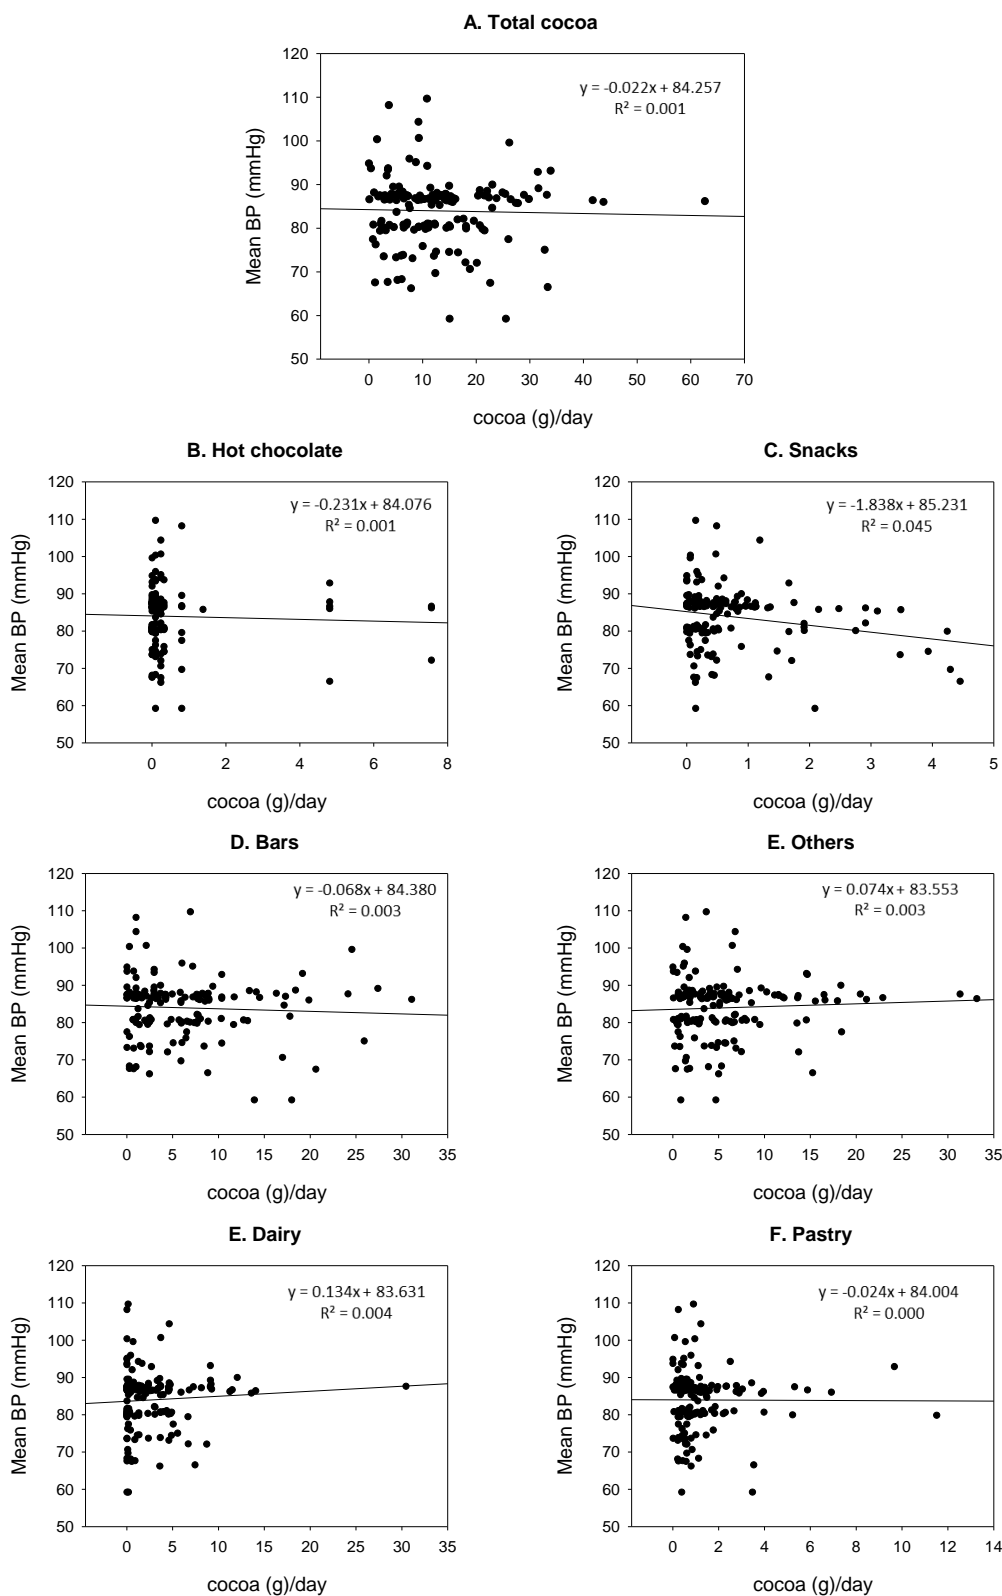 A. Total cocoa
120
110
100
90
80
70
60
50
Mean BP (mmHg)
y = -0.022x + 84.257
R² = 0.001
0 10 20 30 40 50 60 70
cocoa (g)/day
B. Hot chocolate
120
110
100
90
80
70
60
50
Mean BP (mmHg)
y = -0.231x + 84.076
R² = 0.001
0 2 4 6 8
cocoa (g)/day
C. Snacks
120
110
100
90
80
70
60
50
Mean BP (mmHg)
y = -1.838x + 85.231
R² = 0.045
0 1 2 3 4 5
cocoa (g)/day
D. Bars
120
110
100
90
80
70
60
50
Mean BP (mmHg)
y = -0.068x + 84.380
R² = 0.003
0 5 10 15 20 25 30 35
cocoa (g)/day
E. Others
120
110
100
90
80
70
60
50
Mean BP (mmHg)
y = 0.074x + 83.553
R² = 0.003
0 5 10 15 20 25 30 35
cocoa (g)/day
E. Dairy
120
110
100
90
80
70
60
50
Mean BP (mmHg)
y = 0.134x + 83.631
R² = 0.004
0 5 10 15 20 25 30 35
cocoa (g)/day
F. Pastry
120
110
100
90
80
70
60
50
Mean BP (mmHg)
y = -0.024x + 84.004
R² = 0.000
0 2 4 6 8 10 12 14
cocoa (g)/day